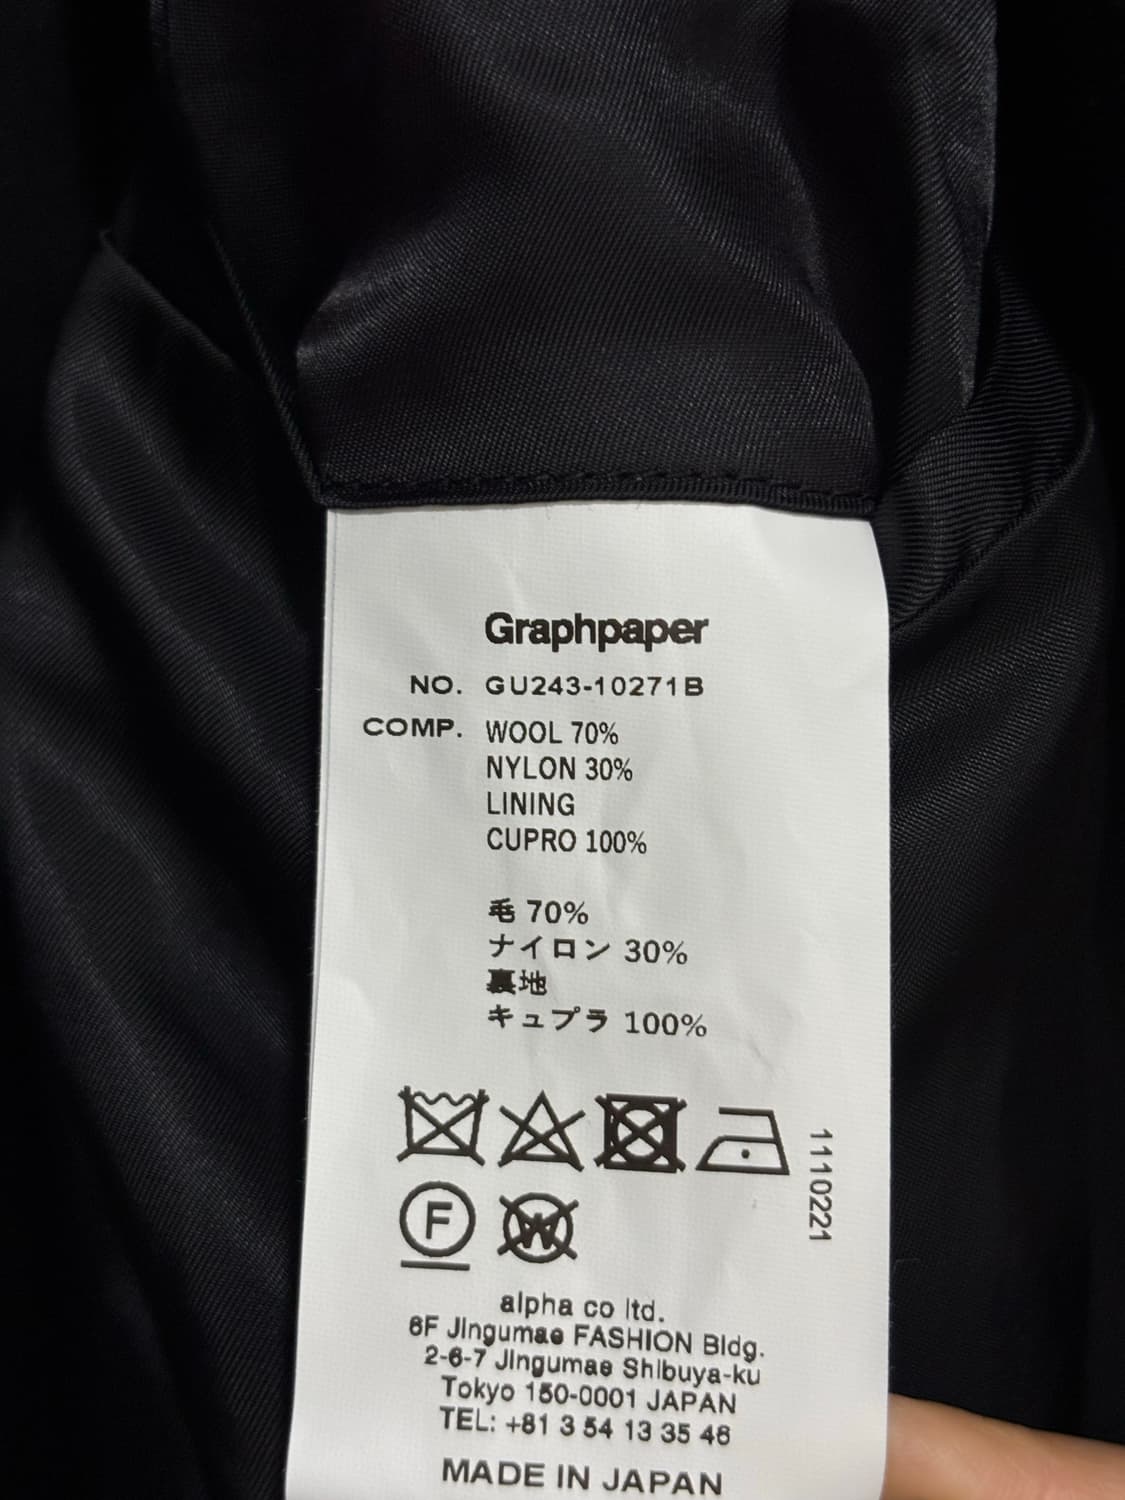 Graphpaper
NO. GU243-10271B
COMP. WOOL 70%
NYLON 30%
LINING
CUPRO 100%
毛 70%
ナイロン 30%
裏地
キュプラ 100%
1110221
F
W
alpha co ltd.
6F Jingumae FASHION Bldg.
2-6-7 Jingumae Shibuya-ku
Tokyo 150-0001 JAPAN
TEL: +81 3 54 13 35 46
MADE IN JAPAN